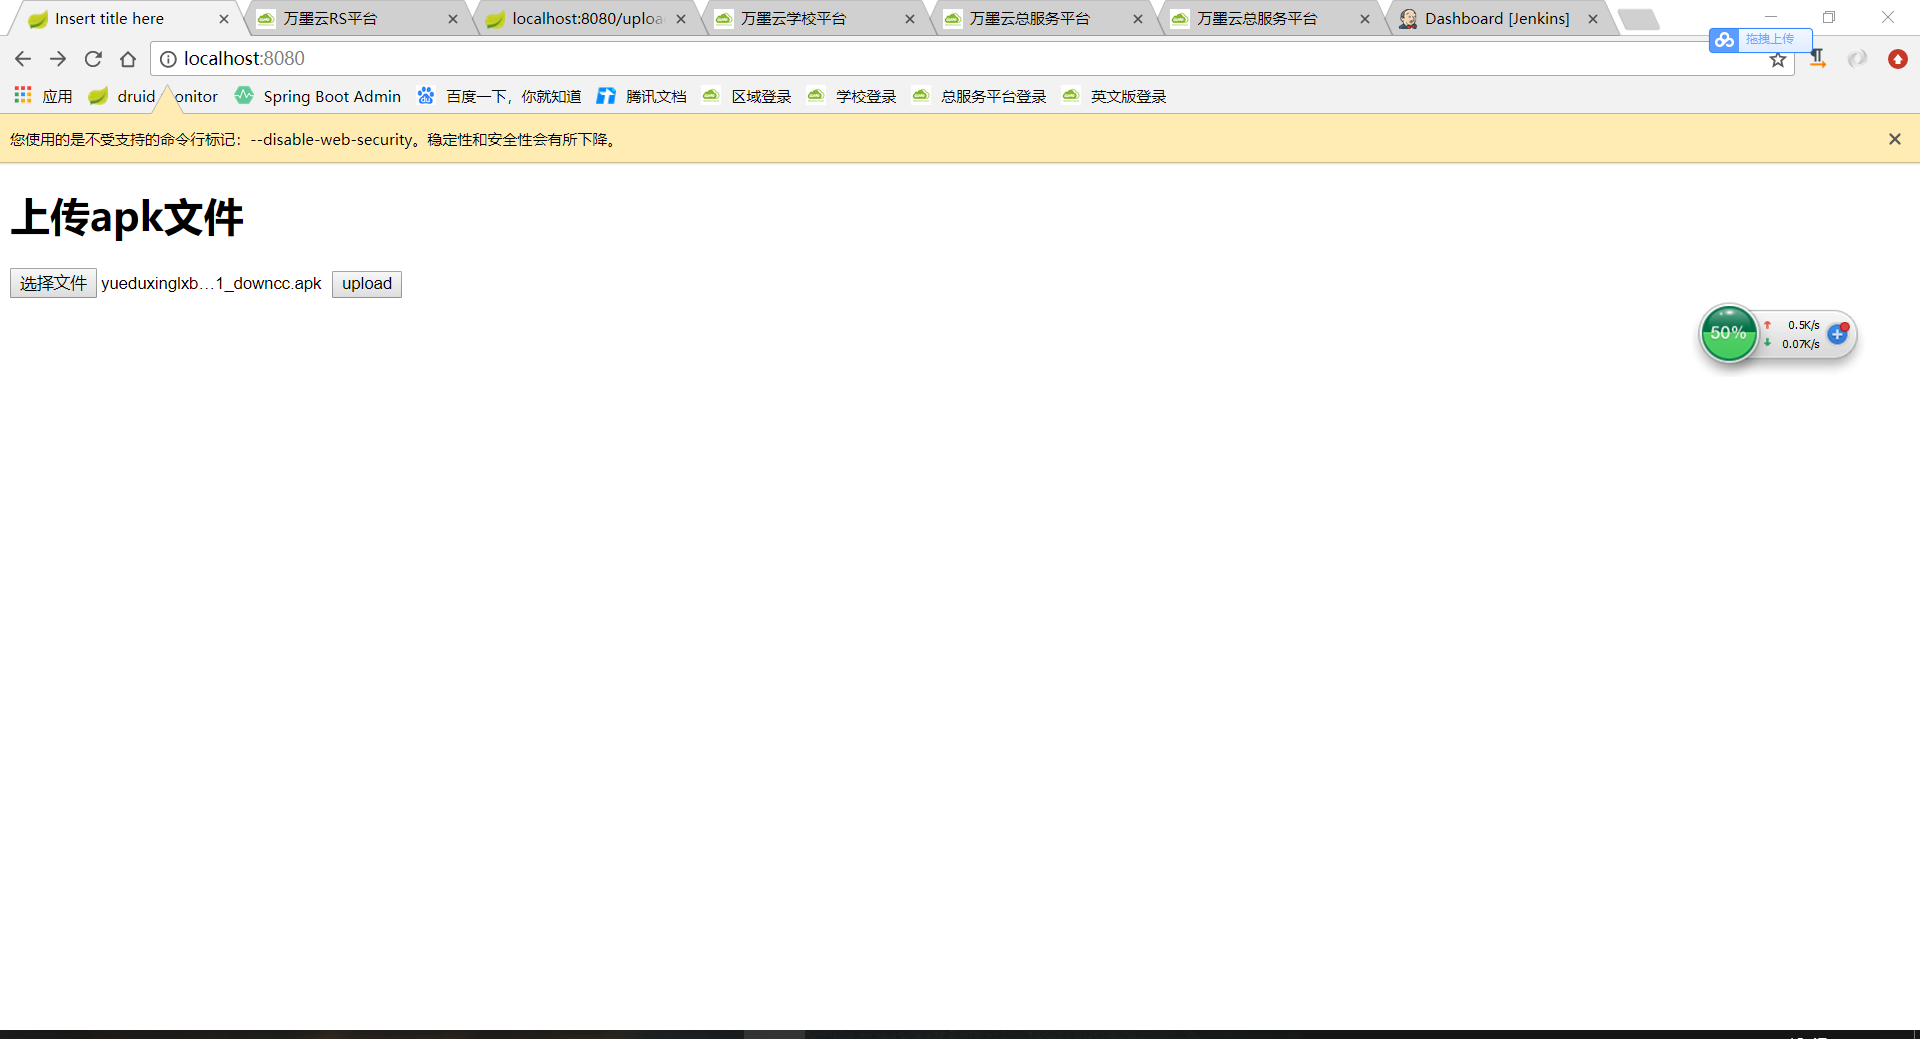 Insert title here
万墨云RS平台
localhost:8080/uploa
万墨云学校平台
万墨云总服务平台
万墨云总服务平台
Dashboard [Jenkins]
拖拽上传
localhost:8080
应用
druid onitor
Spring Boot Admin
百度一下，你就知道
腾讯文档
区域登录
学校登录
总服务平台登录
英文版登录
您使用的是不受支持的命令行标记：--disable-web-security。稳定性和安全性会有所下降。
上传apk文件
选择文件 yueduxinglxb...1_downcc.apk upload
50%
0.5K/s
0.07K/s